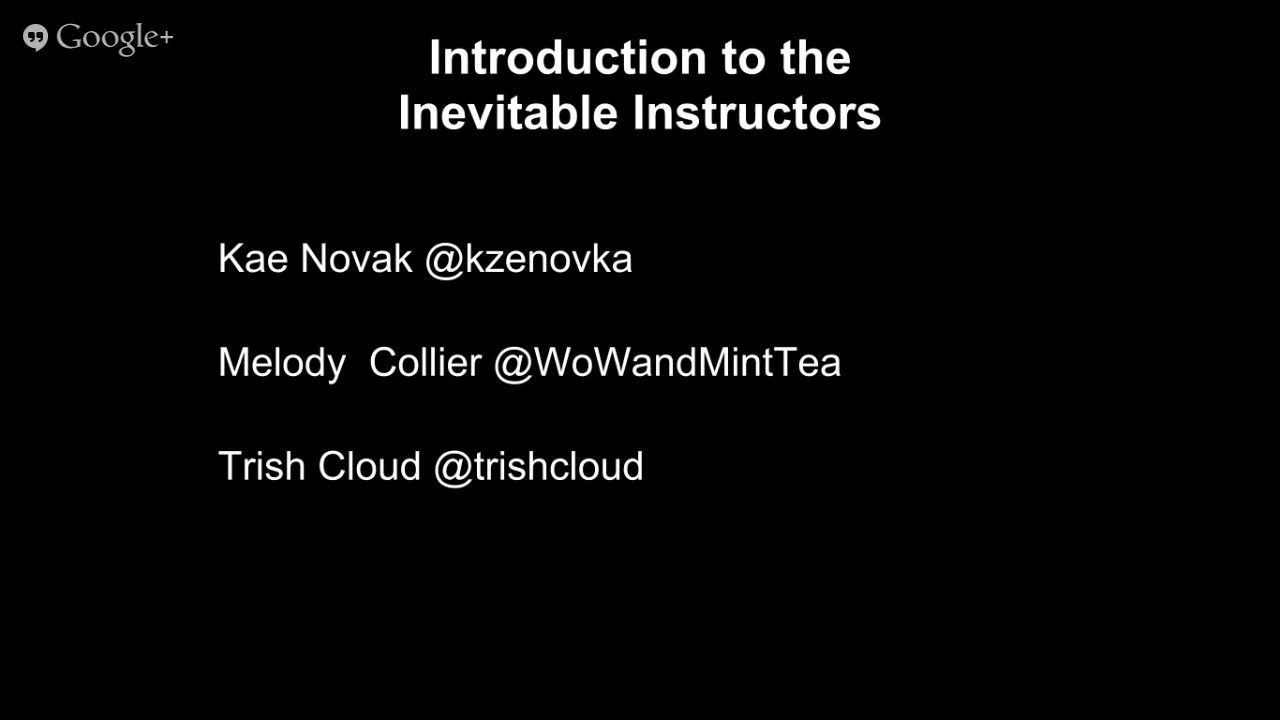 Google+
Introduction to the
Inevitable Instructors
Kae Novak @kzenovka
Melody  Collier @WoWandMintTea
Trish Cloud @trishcloud